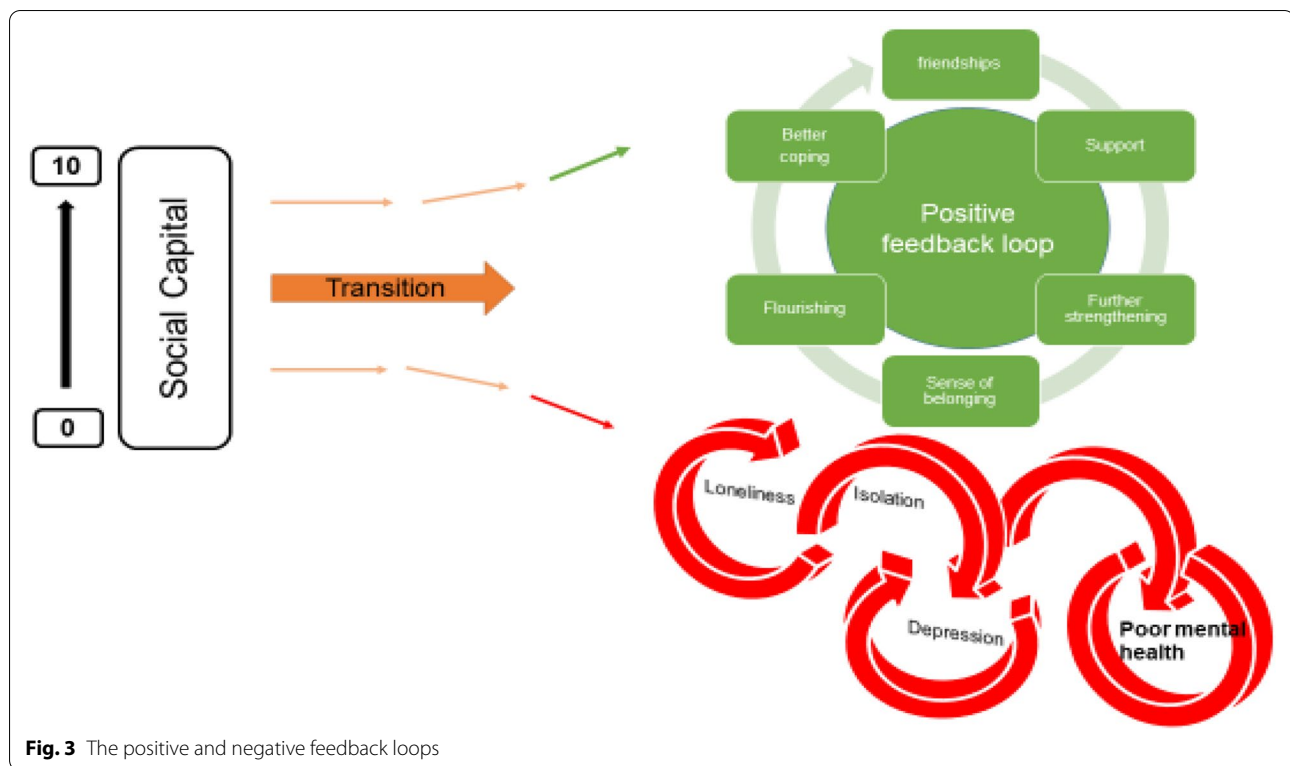 10
0
Social Capital
Transition
friendships
Support
Further
strengthening
Sense of
belonging
Flourishing
Better
coping
Positive
feedback loop
Loneliness
Isolation
Depression
Poor mental
health
Fig. 3 The positive and negative feedback loops